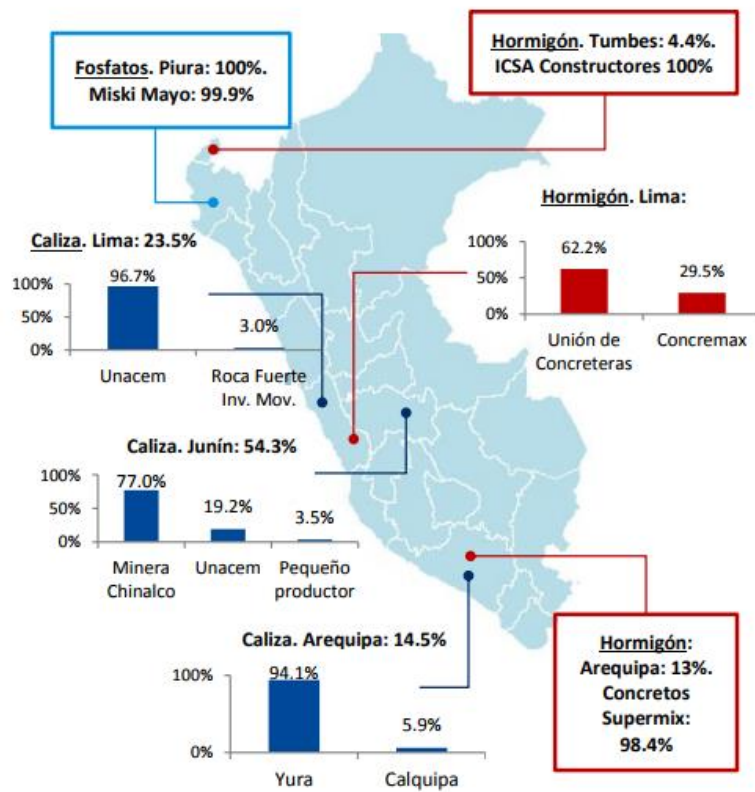 Fosfatos. Piura: 100%.
Miski Mayo: 99.9%
Hormigón. Tumbes: 4.4%.
ICSA Constructores 100%
Hormigón. Lima:
100%
50%
0%
62.2%
29.5%
Unión de
Concreteras
Concremax
Caliza. Lima: 23.5%
100%
50%
0%
96.7%
3.0%
Unacem
Roca Fuerte
Inv. Mov.
Caliza. Junín: 54.3%
100%
50%
0%
77.0%
19.2%
3.5%
Minera
Chinalco
Unacem
Pequeño
productor
Caliza. Arequipa: 14.5%
100%
0%
94.1%
5.9%
Yura
Calquipa
Hormigón:
Arequipa: 13%.
Concretos
Supermix:
98.4%